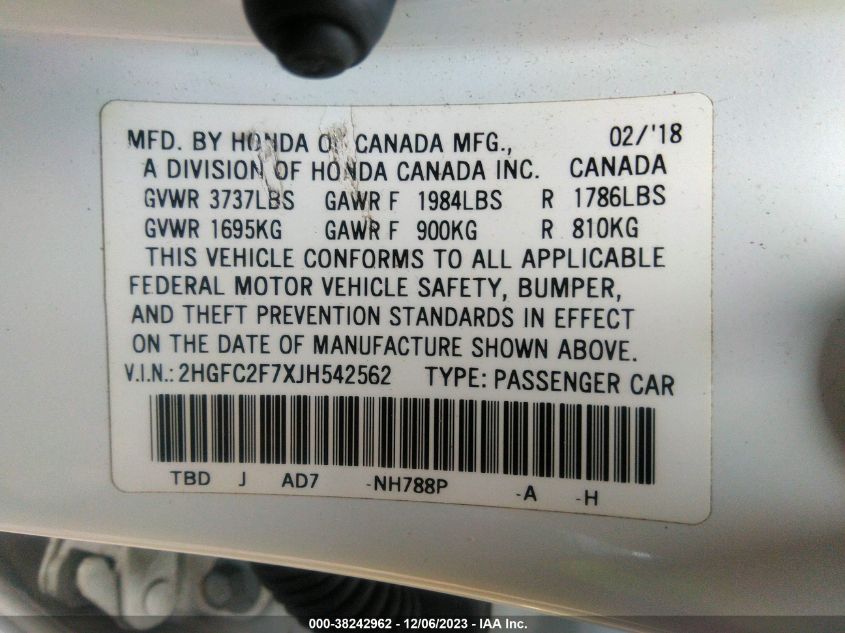 MFD. BY HONDA OF CANADA MFG., 02/'18
A DIVISION OF HONDA CANADA INC. CANADA
GVWR 3737LBS GAWR F 1984LBS R 1786LBS
GVWR 1695KG GAWR F 900KG R 810KG
THIS VEHICLE CONFORMS TO ALL APPLICABLE
FEDERAL MOTOR VEHICLE SAFETY, BUMPER,
AND THEFT PREVENTION STANDARDS IN EFFECT
ON THE DATE OF MANUFACTURE SHOWN ABOVE.
V.I.N.: 2HGFC2F7XJH542562 TYPE: PASSENGER CAR
TBD J AD7 -NH788P -A -H
000-38242962 - 12/06/2023 - IAA Inc.